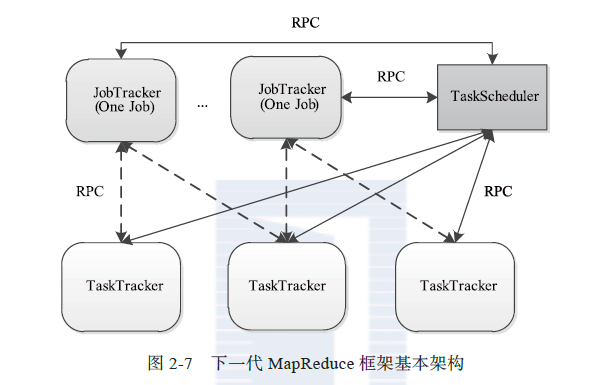 RPC
JobTracker
(One Job)
...
JobTracker
(One Job)
RPC
TaskScheduler
RPC
RPC
TaskTracker
TaskTracker
TaskTracker
图 2-7 下一代 MapReduce 框架基本架构